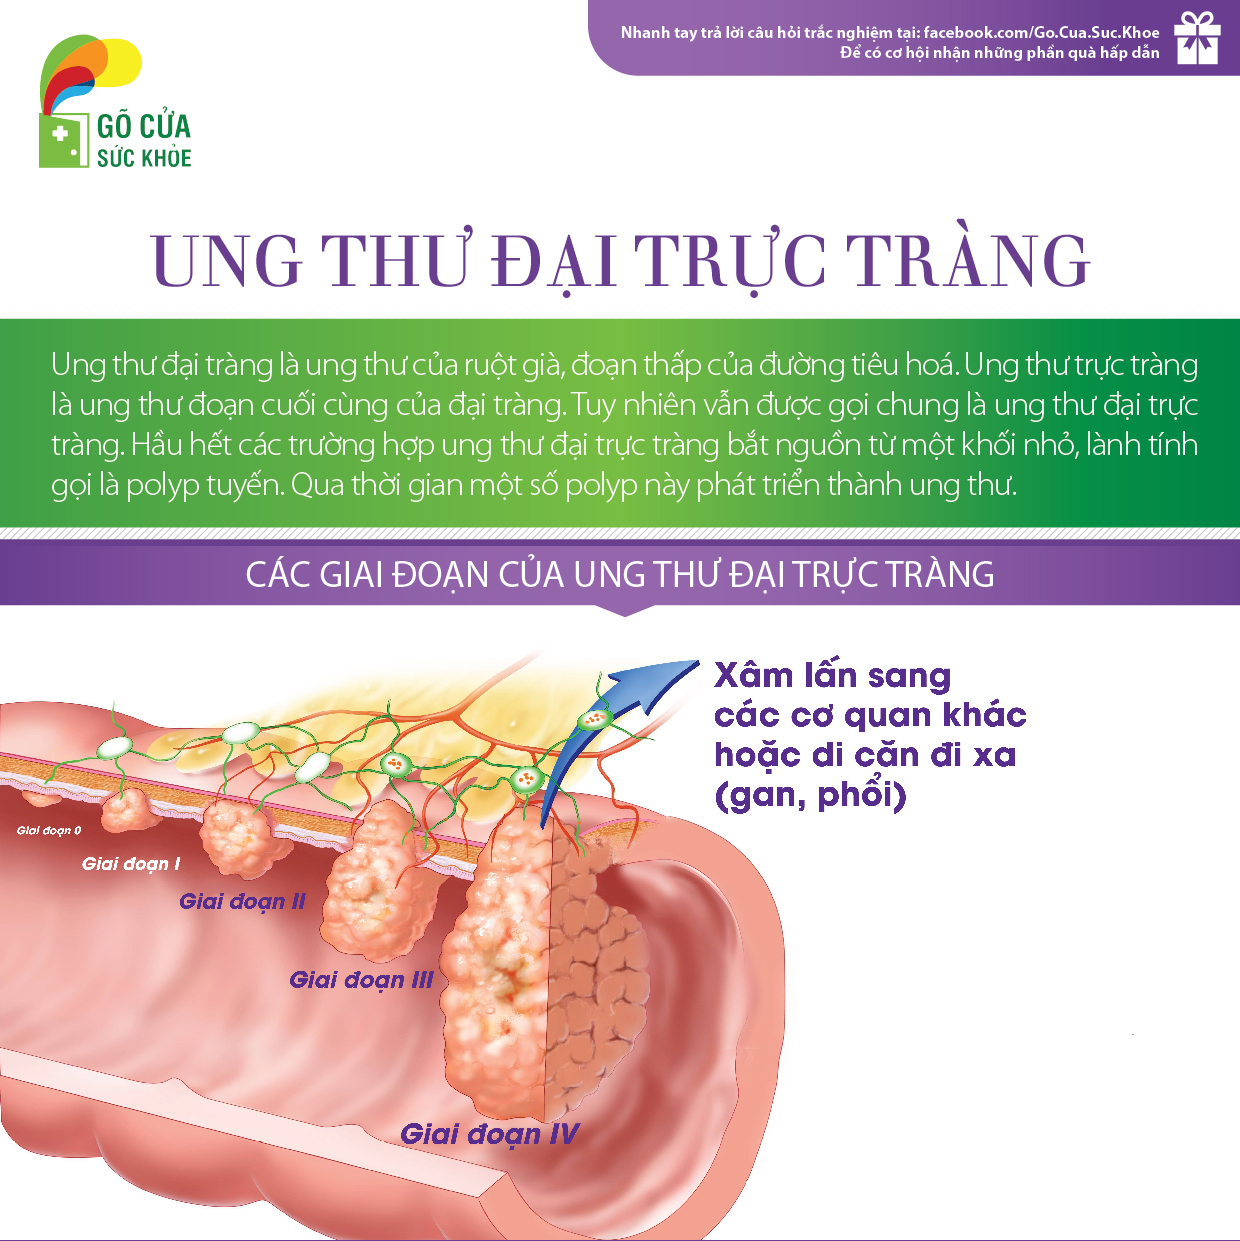 Nhanh tay trả lời câu hỏi trắc nghiệm tại: facebook.com/Go.Cua.Suc.Khoe
Để có cơ hội nhận những phần quà hấp dẫn
GÕ CỬA
SỨC KHỎE
UNG THƯ ĐẠI TRỰC TRÀNG
Ung thư đại tràng là ung thư của ruột già, đoạn thấp của đường tiêu hoá. Ung thư trực tràng
là ung thư đoạn cuối cùng của đại tràng. Tuy nhiên vẫn được gọi chung là ung thư đại trực
tràng. Hầu hết các trường hợp ung thư đại trực tràng bắt nguồn từ một khối nhỏ, lành tính
gọi là polyp tuyến. Qua thời gian một số polyp này phát triển thành ung thư.
CÁC GIAI ĐOẠN CỦA UNG THƯ ĐẠI TRỰC TRÀNG
Xâm lấn sang
các cơ quan khác
hoặc di căn đi xa
(gan, phổi)
Giai đoạn 0
Giai đoạn I
Giai đoạn Ii
Giai đoạn III
Giai đoạn IV